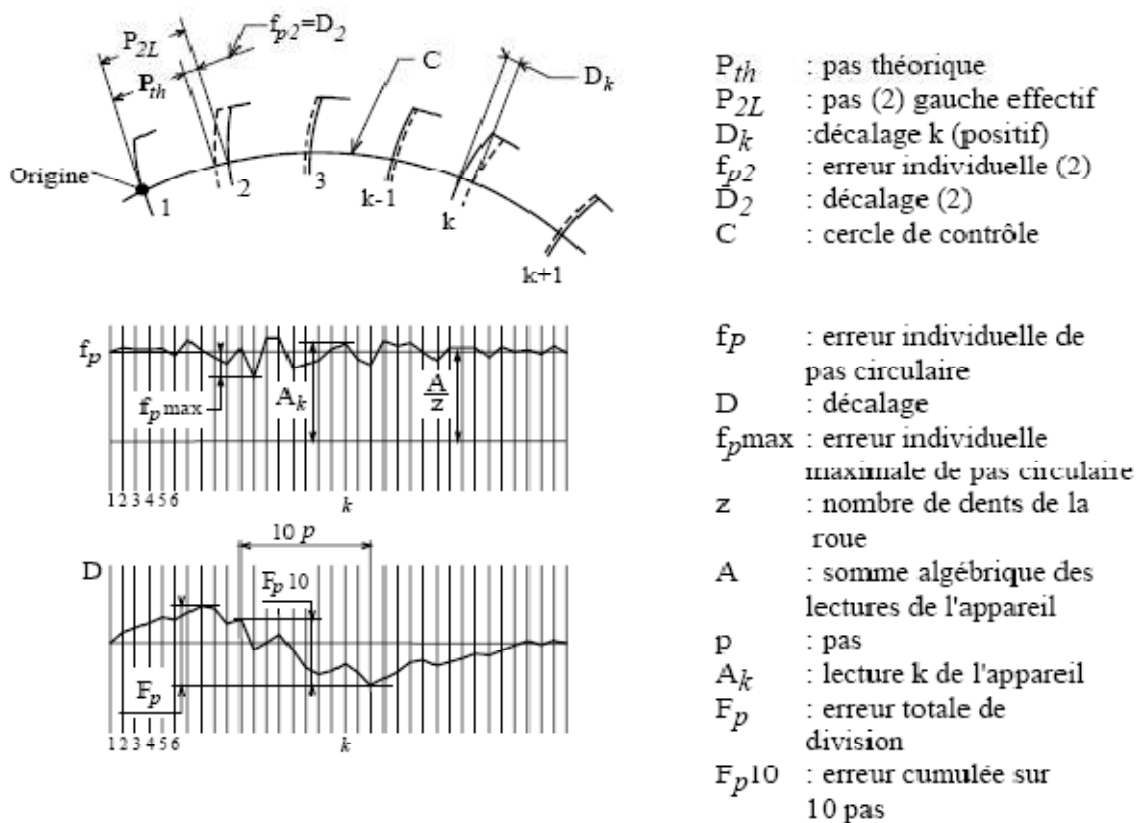 P2L
Pth
fp2=D2
C
Dk
Origine
1
2
3
k-1
k
k+1
Pth : pas théorique
P2L : pas (2) gauche effectif
Dk :décalage k (positif)
fp2 : erreur individuelle (2)
D2 : décalage (2)
C : cercle de contrôle
fp
fp max
Ak
A
z
1 2 3 4 5 6
k
10 p
D
Fp 10
Fp
1 2 3 4 5 6
k
fp : erreur individuelle de
pas circulaire
D : décalage
fpmax : erreur individuelle
maximale de pas circulaire
z : nombre de dents de la
roue
A : somme algébrique des
lectures de l'appareil
p : pas
Ak : lecture k de l'appareil
Fp : erreur totale de
division
Fp10 : erreur cumulée sur
10 pas